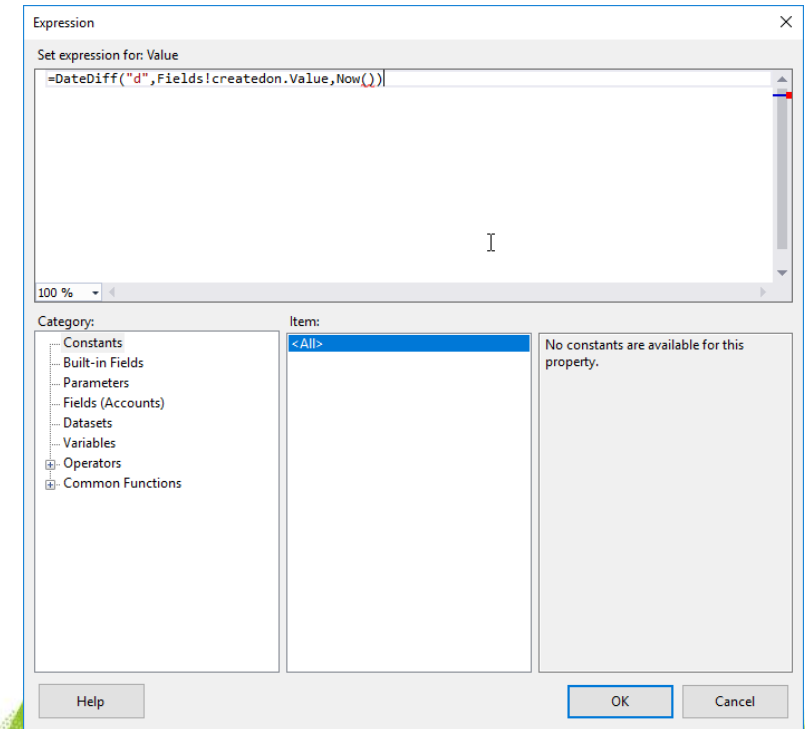 Expression
Set expression for: Value
=DateDiff("d",Fields!createdon.Value,Now())
100 %
Category:
Item:
Constants
Built-in Fields
Parameters
Fields (Accounts)
Datasets
Variables
Operators
Common Functions
<All>
No constants are available for this
property.
Help
OK
Cancel